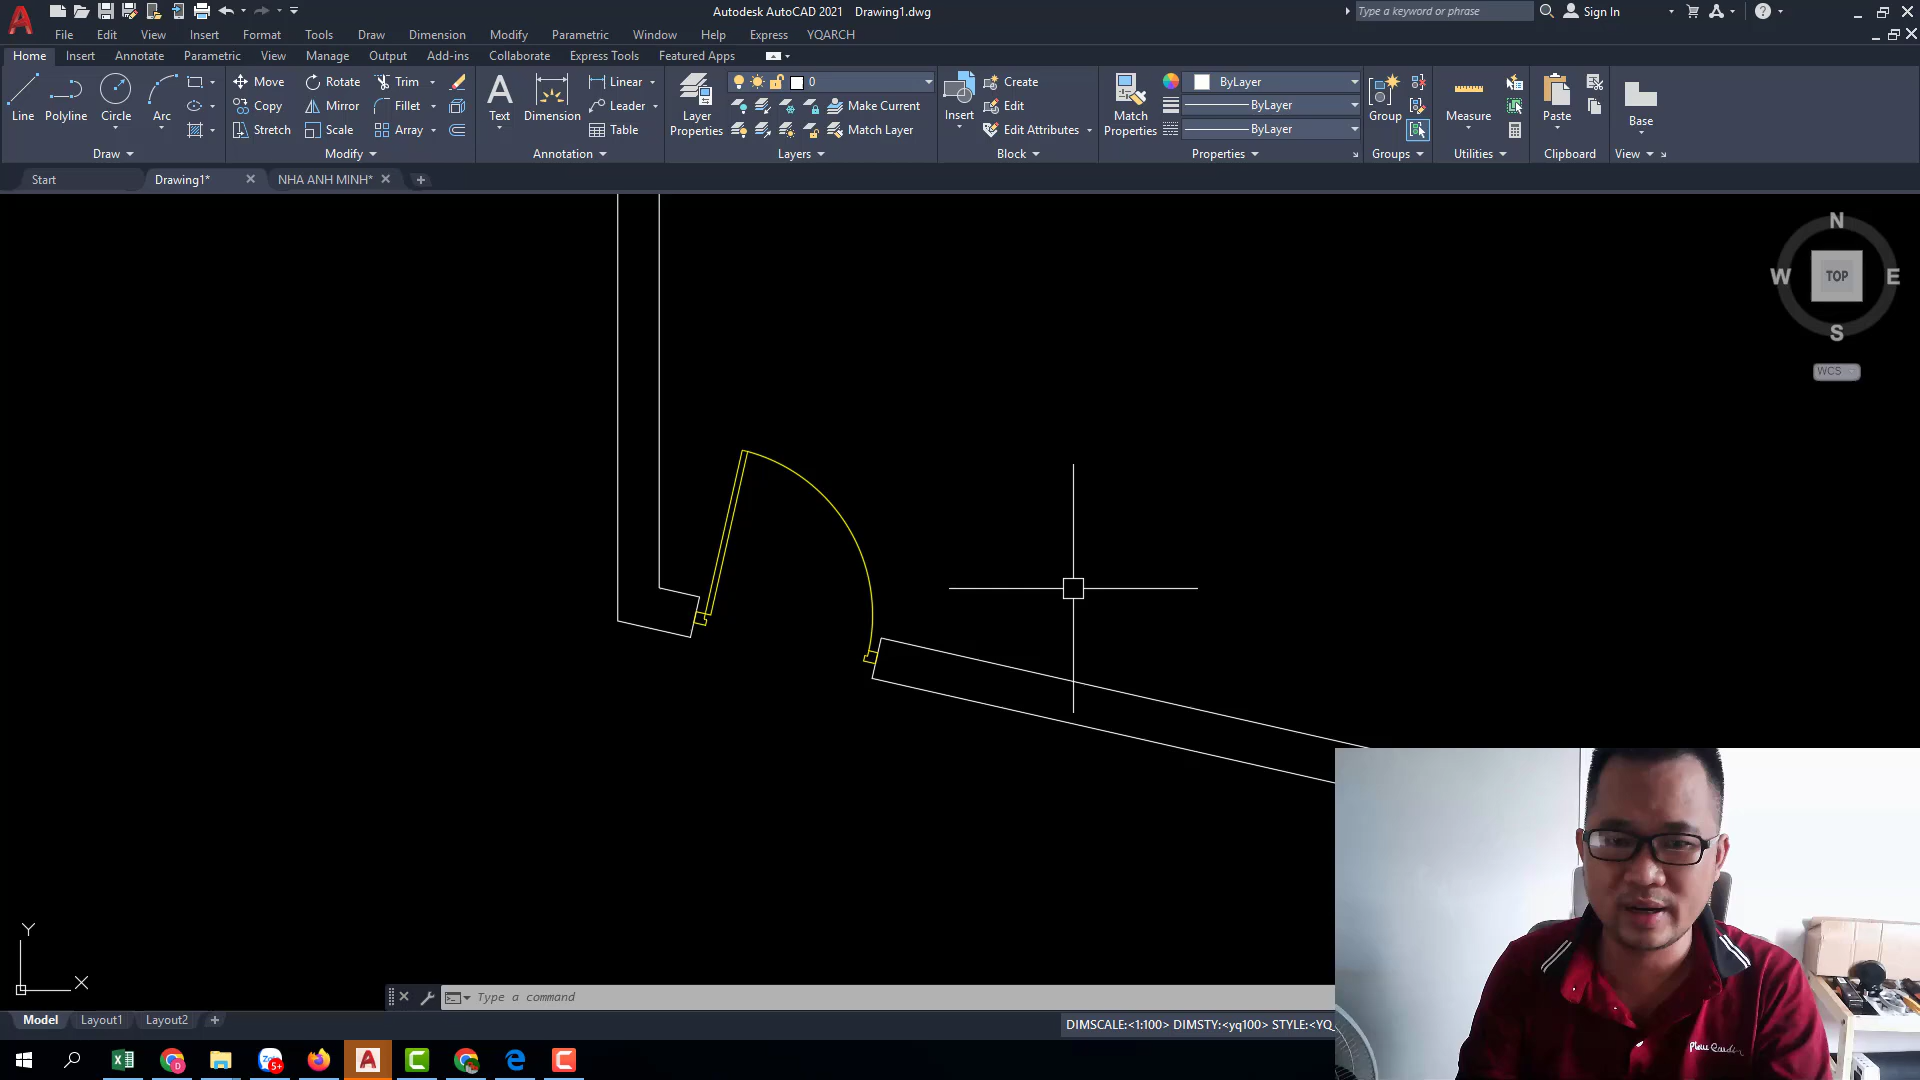 Autodesk AutoCAD 2021 Drawing1.dwg
Type a keyword or phrase
Sign In
File Edit View Insert Format Tools Draw Dimension Modify Parametric Window Help Express YQARCH
Home Insert Annotate Parametric View Manage Output Add-ins Collaborate Express Tools Featured Apps
Line Polyline Circle Arc
Move Rotate Trim
Copy Mirror Fillet
Stretch Scale Array
Text Dimension
Linear
Leader
Table
Layer Properties
0
Make Current
Match Layer
Insert
Create
Edit
Edit Attributes
Match Properties
ByLayer
ByLayer
ByLayer
Group
Measure
Paste
Base
Draw Modify Annotation Layers Block Properties Groups Utilities Clipboard View
Start Drawing1* NHA ANH MINH*
N
W TOP E
S
WCS
Y
X
Type a command
Model Layout1 Layout2
DIMSCALE:<1:100> DIMSTY:<yq100> STYLE:<YQ_
Zalo 5+
D
Pierre Cardin